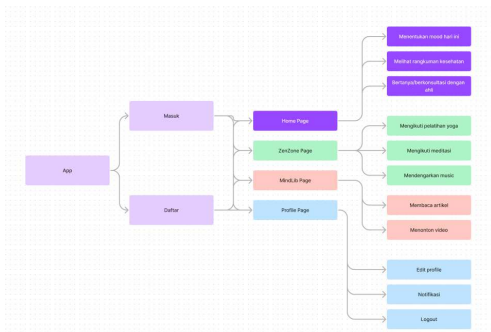 Menentukan mood hari ini
Melihat rangkuman kesehatan
Bertanya/berkonsultasi dengan
ahli
Masuk
Home Page
Mengikuti pelatihan yoga
ZenZone Page
Mengikuti meditasi
App
MindLib Page
Mendengarkan music
Daftar
Profile Page
Membaca artikel
Menonton video
Edit profile
Notifikasi
Logout